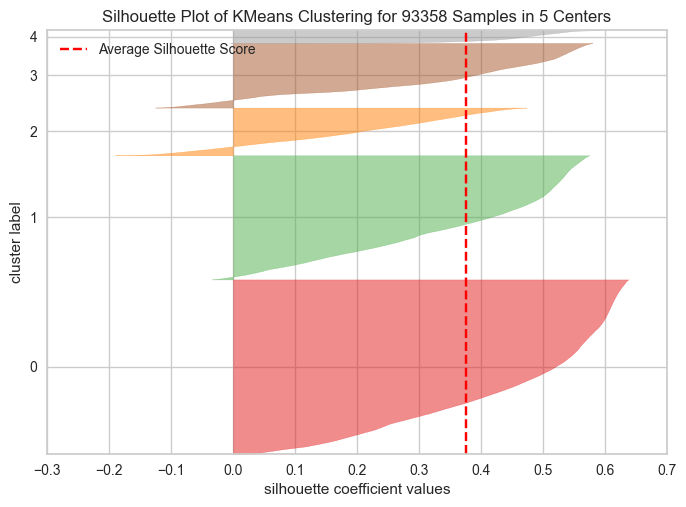 Silhouette Plot of KMeans Clustering for 93358 Samples in 5 Centers
Average Silhouette Score
cluster label
4
3
2
1
0
−0.3 −0.2 −0.1 0.0 0.1 0.2 0.3 0.4 0.5 0.6 0.7
silhouette coefficient values